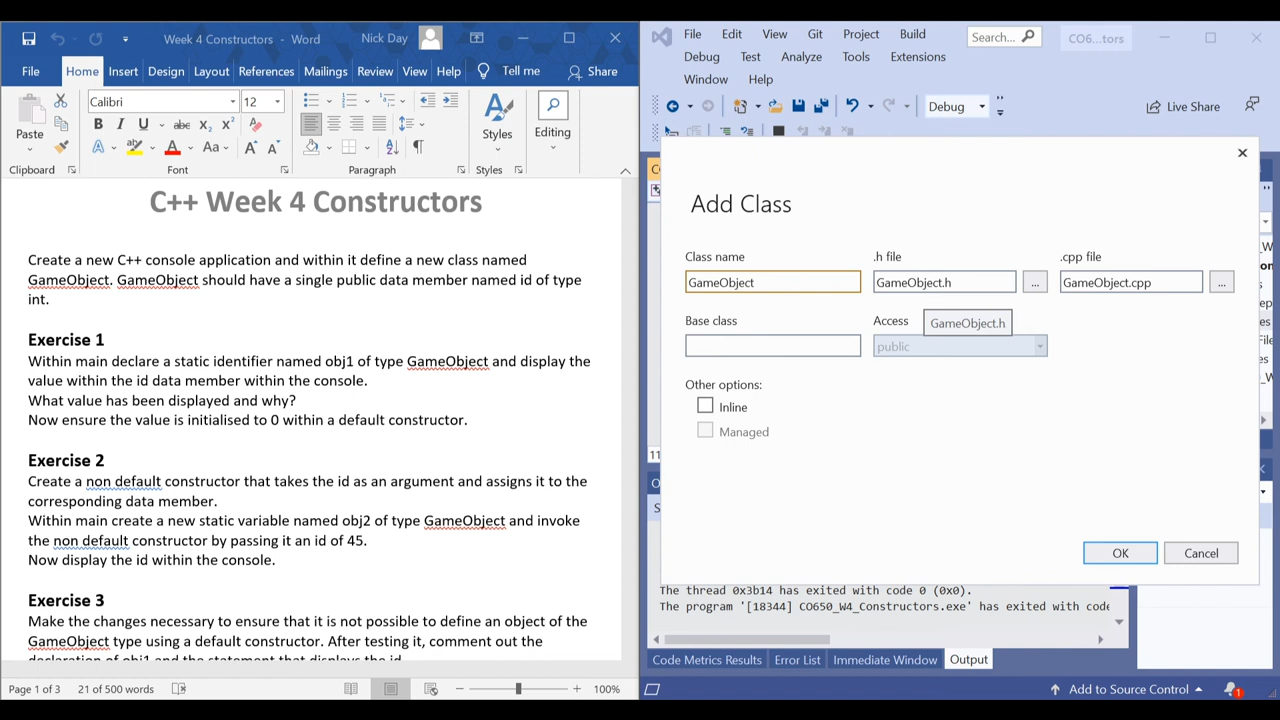 Week 4 Constructors - Word
Nick Day
File Home Insert Design Layout References Mailings Review View Help Tell me Share
Paste
Calibri
12
Styles
Editing
Clipboard Font Paragraph Styles
C++ Week 4 Constructors
Create a new C++ console application and within it define a new class named
GameObject. GameObject should have a single public data member named id of type
int.
Exercise 1
Within main declare a static identifier named obj1 of type GameObject and display the
value within the id data member within the console.
What value has been displayed and why?
Now ensure the value is initialised to 0 within a default constructor.
Exercise 2
Create a non default constructor that takes the id as an argument and assigns it to the
corresponding data member.
Within main create a new static variable named obj2 of type GameObject and invoke
the non default constructor by passing it an id of 45.
Now display the id within the console.
Exercise 3
Make the changes necessary to ensure that it is not possible to define an object of the
GameObject type using a default constructor. After testing it, comment out the
declaration of obj1 and the statement that displays the id.
Page 1 of 3 21 of 500 words 100%
File Edit View Git Project Build Search... CO6...tors
Debug Test Analyze Tools Extensions
Window Help
Debug
Live Share
Add Class
Class name .h file .cpp file
GameObject GameObject.h ... GameObject.cpp ...
Base class Access GameObject.h
public
Other options:
Inline
Managed
OK Cancel
The thread 0x3b14 has exited with code 0 (0x0).
The program '[18344] CO650_W4_Constructors.exe' has exited with code
Code Metrics Results Error List Immediate Window Output
Add to Source Control 1